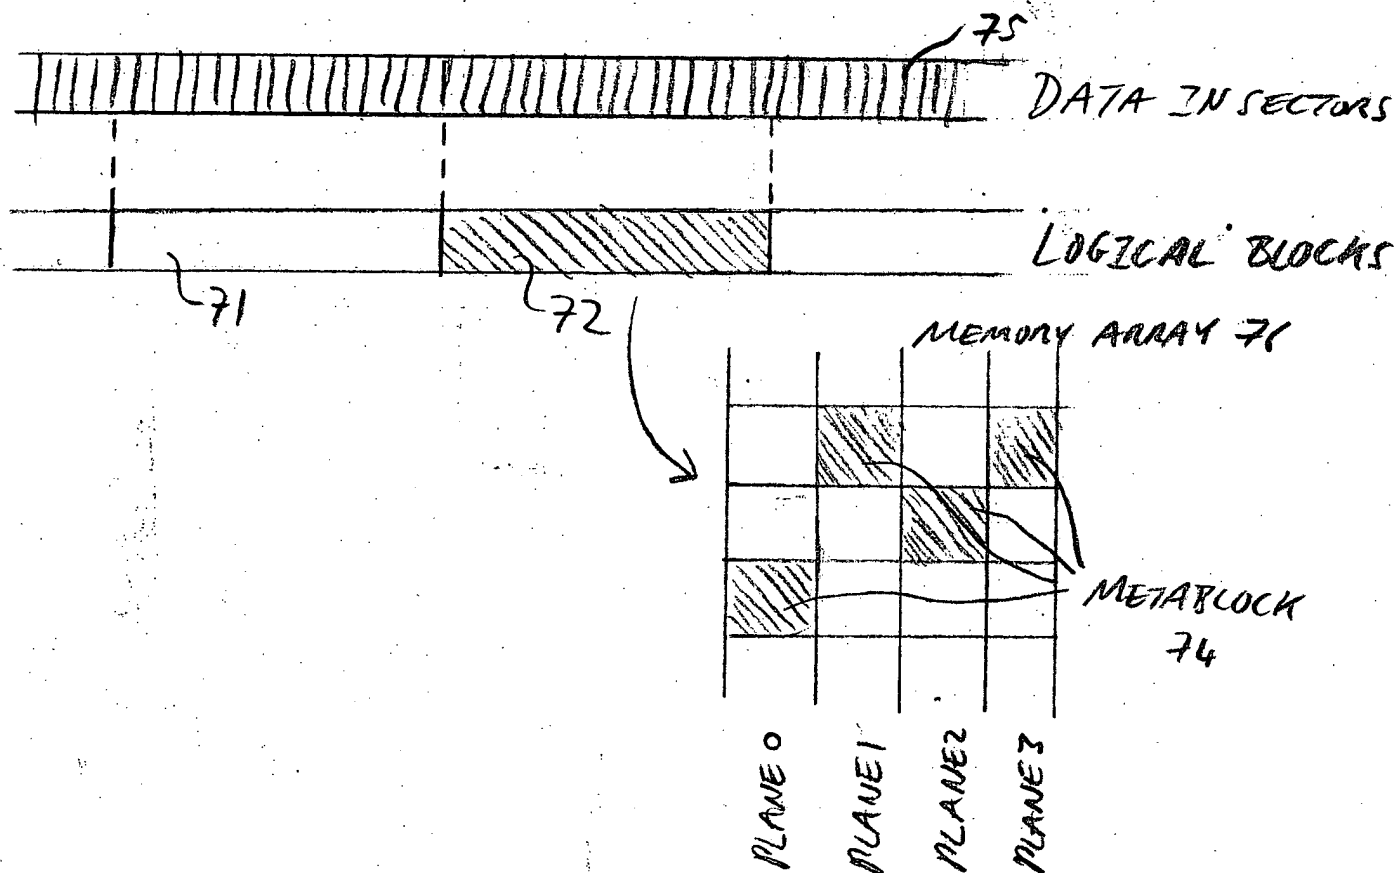 75
DATA IN SECTORS
LOGICAL BLOCKS
71
72
MEMORY ARRAY 76
METABLOCK
74
PLANE 0
PLANE 1
PLANE 2
PLANE 3